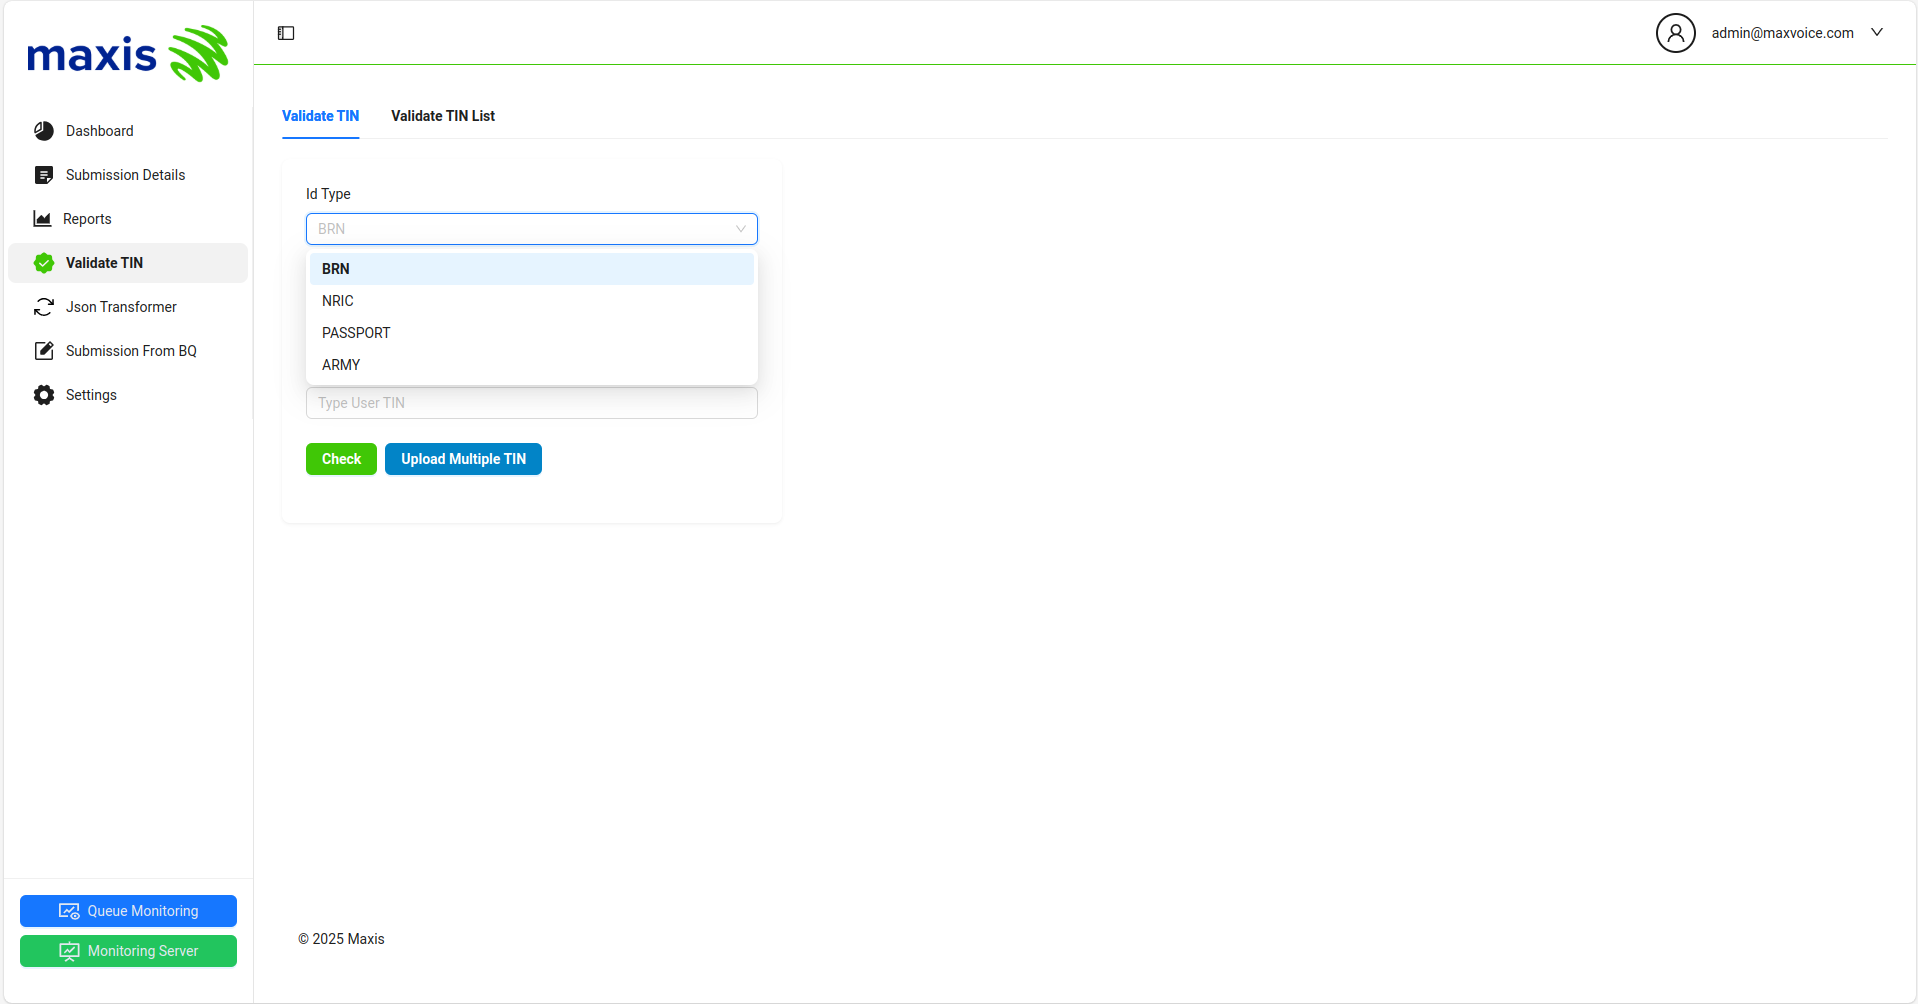 maxis
admin@maxvoice.com
Dashboard
Submission Details
Reports
Validate TIN
Json Transformer
Submission From BQ
Settings
Queue Monitoring
Monitoring Server
Validate TIN
Validate TIN List
Id Type
BRN
BRN
NRIC
PASSPORT
ARMY
Type User TIN
Check
Upload Multiple TIN
© 2025 Maxis